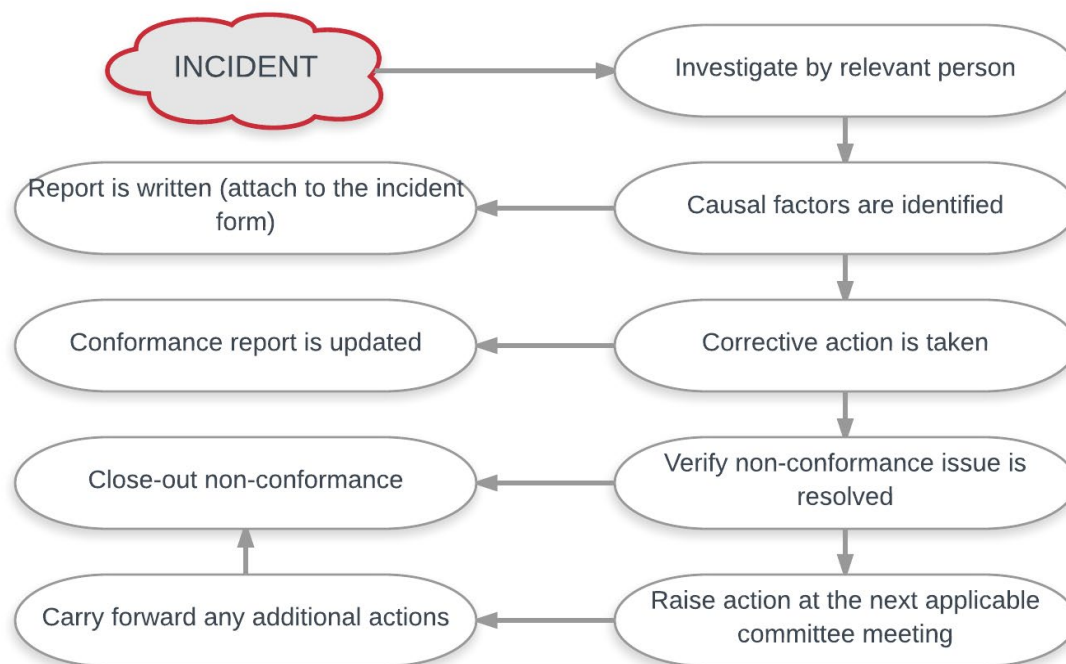 INCIDENT
Investigate by relevant person
Report is written (attach to the incident
form)
Causal factors are identified
Conformance report is updated
Corrective action is taken
Close-out non-conformance
Verify non-conformance issue is
resolved
Carry forward any additional actions
Raise action at the next applicable
committee meeting